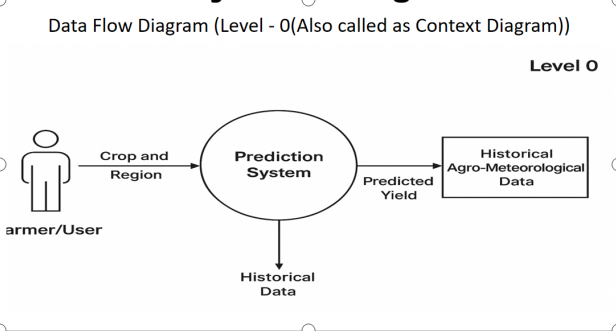 Data Flow Diagram (Level - 0(Also called as Context Diagram))
Level 0
Crop and
Region
armer/User
Prediction
System
Predicted
Yield
Historical
Agro-Meteorological
Data
Historical
Data